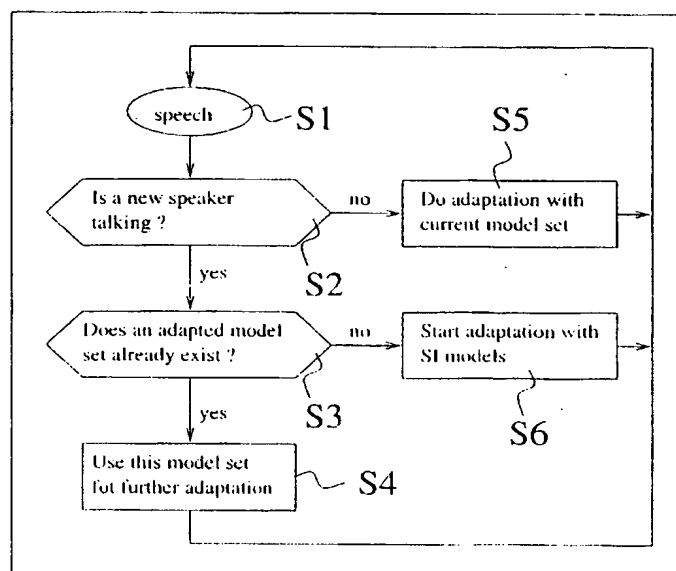 speech
S1
S5
Is a new speaker
talking ?
no
Do adaptation with
current model set
S2
yes
Does an adapted model
set already exist ?
no
Start adaptation with
SI models
S3
yes
S6
Use this model set
fot further adaptation
S4